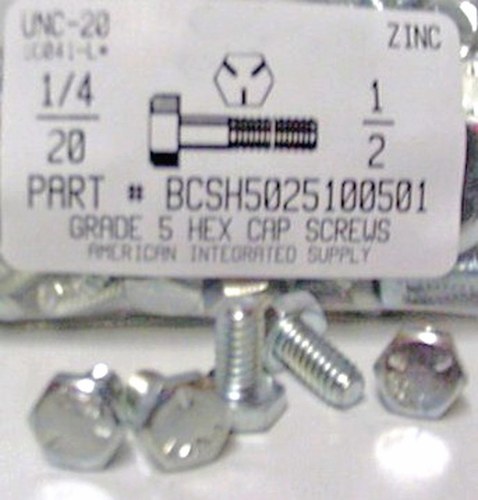 UNC-20
ZINC
1/4
20
1
2
PART # BCSH5025100501
GRADE 5 HEX CAP SCREWS
AMERICAN INTEGRATED SUPPLY